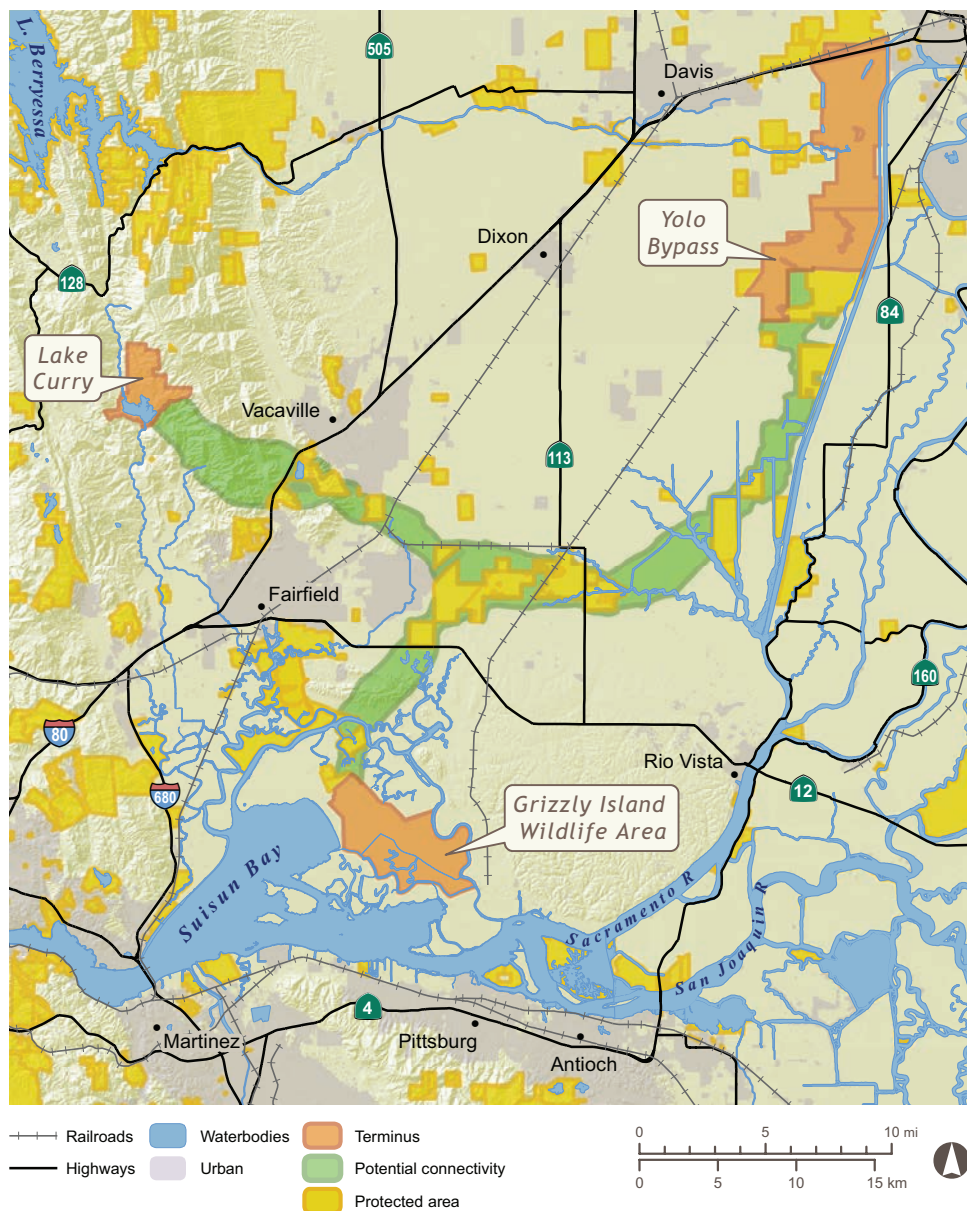 L. Berryessa
505
Davis
Yolo
Bypass
Dixon
128
84
Lake
Curry
Vacaville
113
Fairfield
160
80
Rio Vista
680
12
Grizzly Island
Wildlife Area
Suisun Bay
Sacramento R
San Joaquin R
4
Martinez
Pittsburg
Antioch
Railroads
Waterbodies
Terminus
Highways
Urban
Potential connectivity
Protected area
0 5 10 mi
0 5 10 15 km